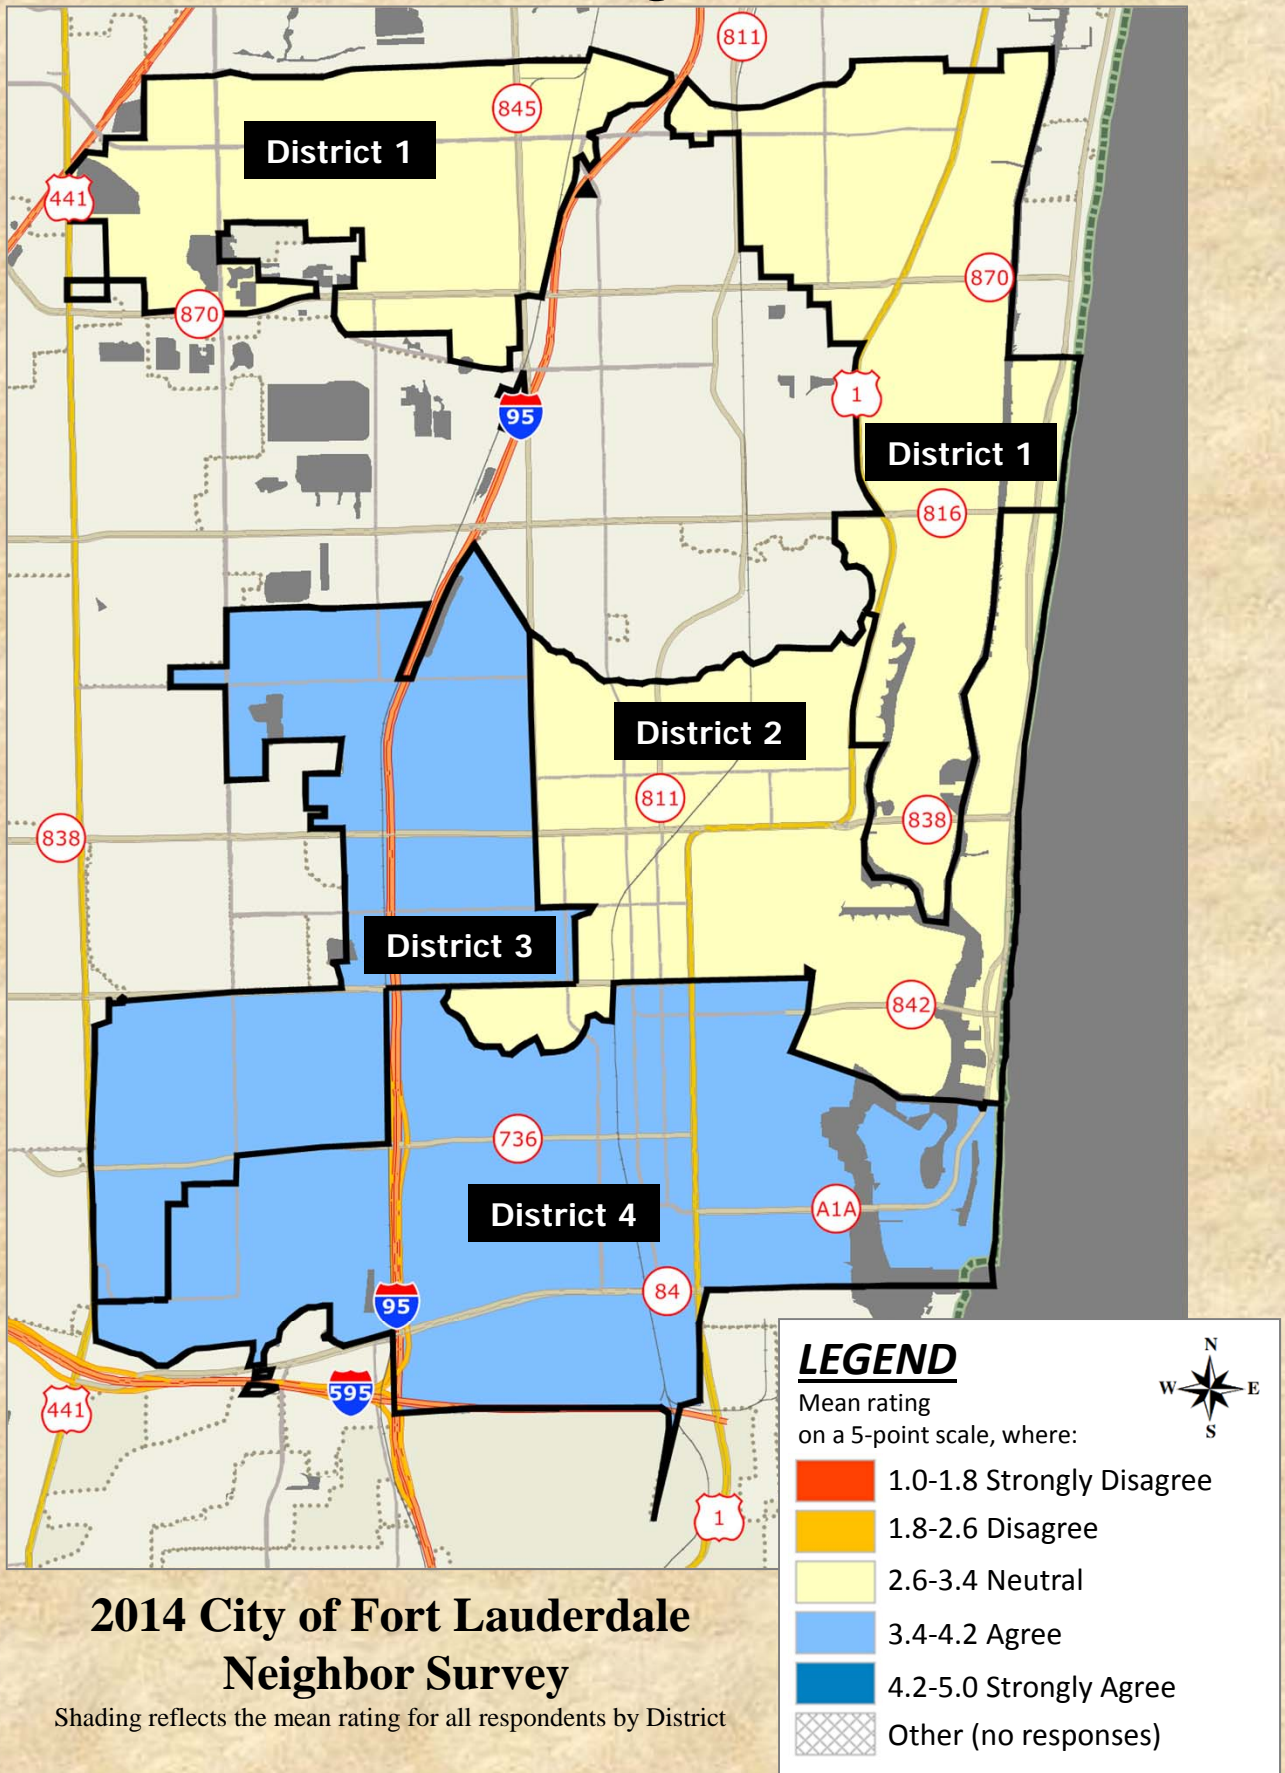 811
845
District 1
441
870
870
1
95
District 1
816
District 2
811
838
838
District 3
842
736
District 4
A1A
84
95
595
441
1
LEGEND
Mean rating
on a 5-point scale, where:
N
W E
S
1.0-1.8 Strongly Disagree
1.8-2.6 Disagree
2.6-3.4 Neutral
3.4-4.2 Agree
4.2-5.0 Strongly Agree
Other (no responses)
2014 City of Fort Lauderdale
Neighbor Survey
Shading reflects the mean rating for all respondents by District